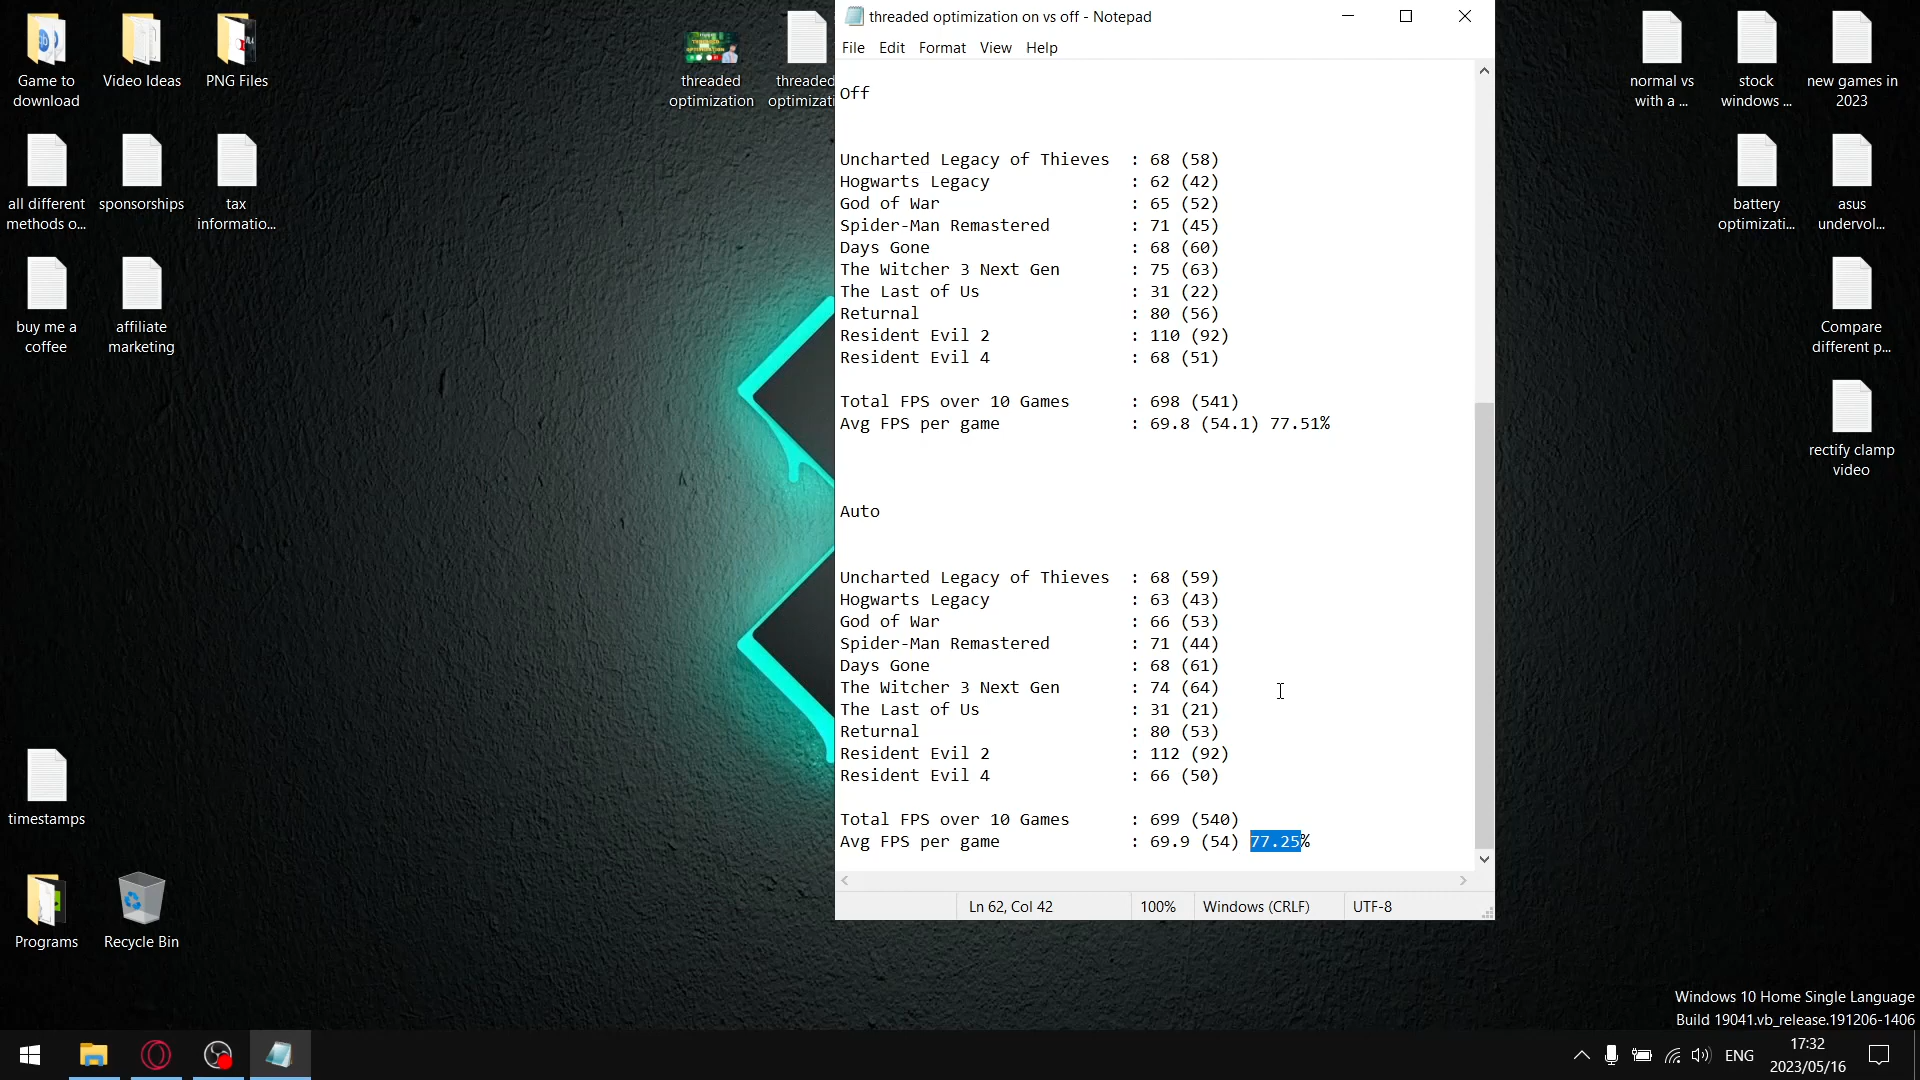 threaded optimization on vs off - Notepad
File Edit Format View Help
Off
Uncharted Legacy of Thieves : 68 (58)
Hogwarts Legacy : 62 (42)
God of War : 65 (52)
Spider-Man Remastered : 71 (45)
Days Gone : 68 (60)
The Witcher 3 Next Gen : 75 (63)
The Last of Us : 31 (22)
Returnal : 80 (56)
Resident Evil 2 : 110 (92)
Resident Evil 4 : 68 (51)
Total FPS over 10 Games : 698 (541)
Avg FPS per game : 69.8 (54.1) 77.51%
Auto
Uncharted Legacy of Thieves : 68 (59)
Hogwarts Legacy : 63 (43)
God of War : 66 (53)
Spider-Man Remastered : 71 (44)
Days Gone : 68 (61)
The Witcher 3 Next Gen : 74 (64)
The Last of Us : 31 (21)
Returnal : 80 (53)
Resident Evil 2 : 112 (92)
Resident Evil 4 : 66 (50)
Total FPS over 10 Games : 699 (540)
Avg FPS per game : 69.9 (54) 77.25%
Ln 62, Col 42 100% Windows (CRLF) UTF-8
Game to
download
Video Ideas
PNG Files
all different
methods o...
sponsorships
tax
informatio...
buy me a
coffee
affiliate
marketing
timestamps
Programs
Recycle Bin
threaded
optimization
threaded
optimizati
normal vs
with a ...
stock
windows ...
new games in
2023
battery
optimizati...
asus
undervol...
Compare
different p...
rectify clamp
video
Windows 10 Home Single Language
Build 19041.vb_release.191206-1406
ENG
17:32
2023/05/16